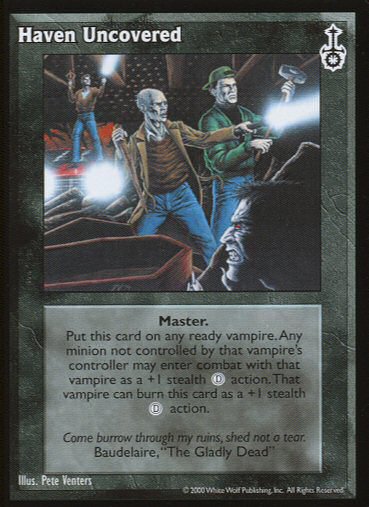 Haven Uncovered
Master.
Put this card on any ready vampire. Any
minion not controlled by that vampire's
controller may enter combat with that
vampire as a +1 stealth Ⓓ action. That
vampire can burn this card as a +1 stealth
Ⓓ action.
Come burrow through my ruins, shed not a tear.
Baudelaire, "The Gladly Dead"
Illus. Pete Venters
© 2000 White Wolf Publishing, Inc. All Rights Reserved.